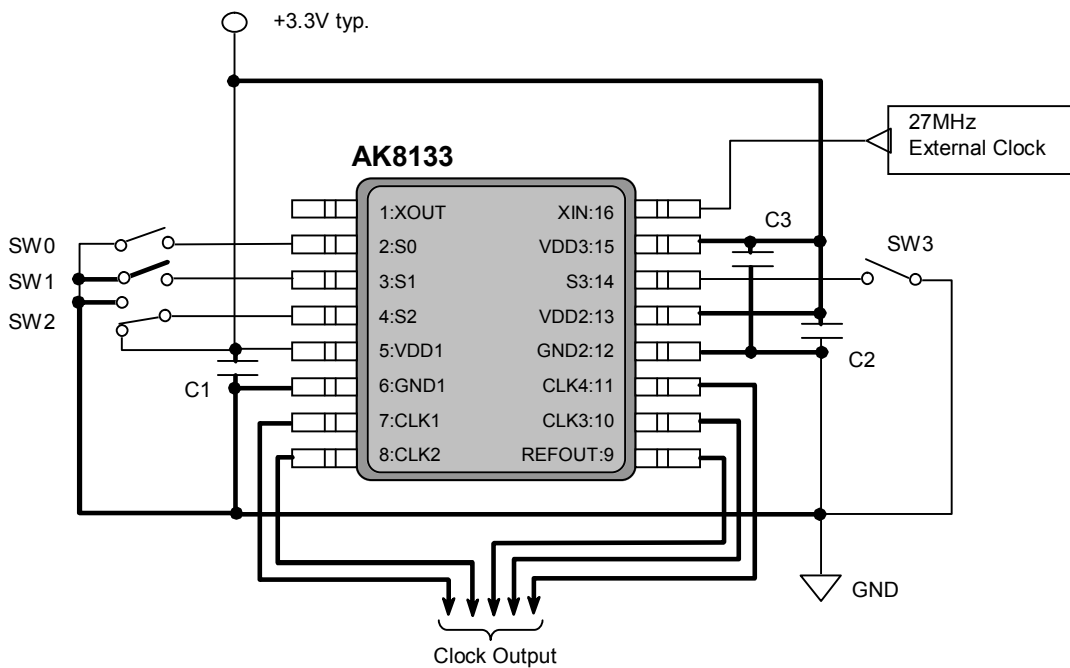 +3.3V typ.
27MHz
External Clock
AK8133
1:XOUT
XIN:16
C3
SW0
2:S0
VDD3:15
SW3
SW1
3:S1
S3:14
SW2
4:S2
VDD2:13
5:VDD1
GND2:12
C2
C1
6:GND1
CLK4:11
7:CLK1
CLK3:10
8:CLK2
REFOUT:9
GND
Clock Output